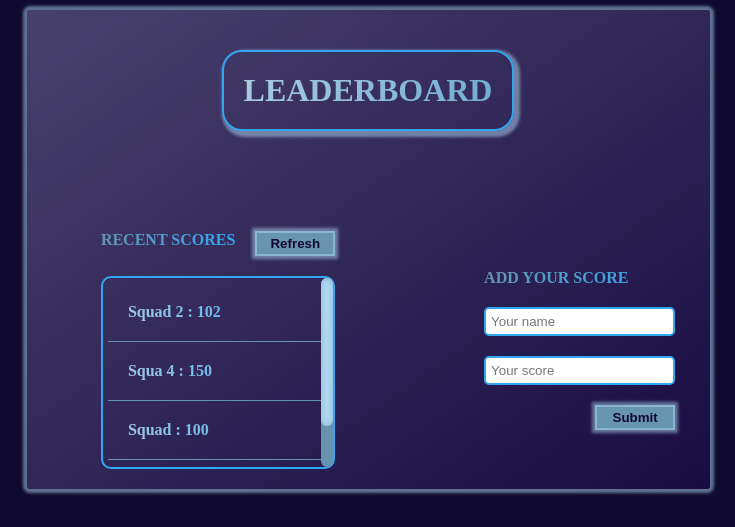 LEADERBOARD
RECENT SCORES
Refresh
Squad 2 : 102
Squa 4 : 150
Squad : 100
ADD YOUR SCORE
Your name
Your score
Submit